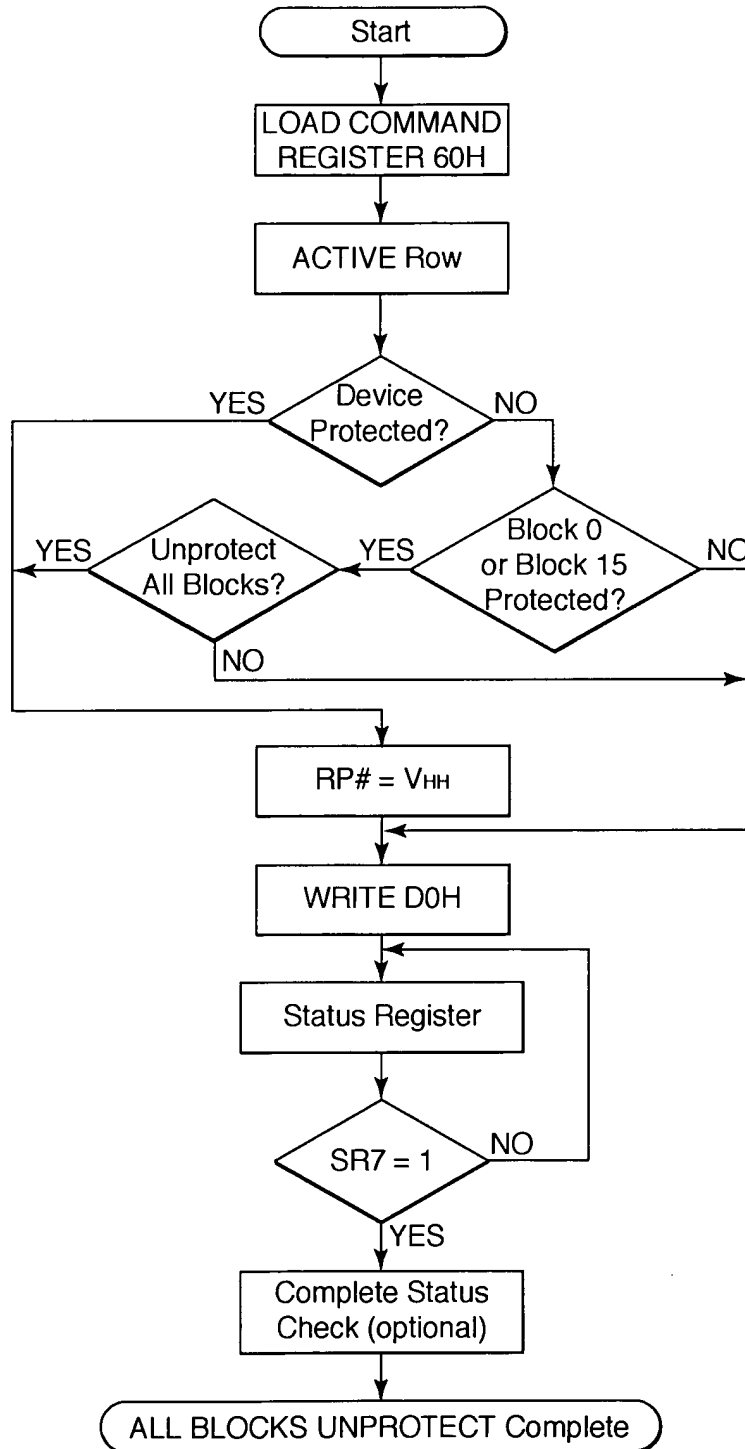 Start
LOAD COMMAND
REGISTER 60H
ACTIVE Row
YES
Device
Protected?
NO
YES
Unprotect
All Blocks?
YES
Block 0
or Block 15
Protected?
NO
NO
RP# = VHH
WRITE D0H
Status Register
SR7 = 1
NO
YES
Complete Status
Check (optional)
ALL BLOCKS UNPROTECT Complete